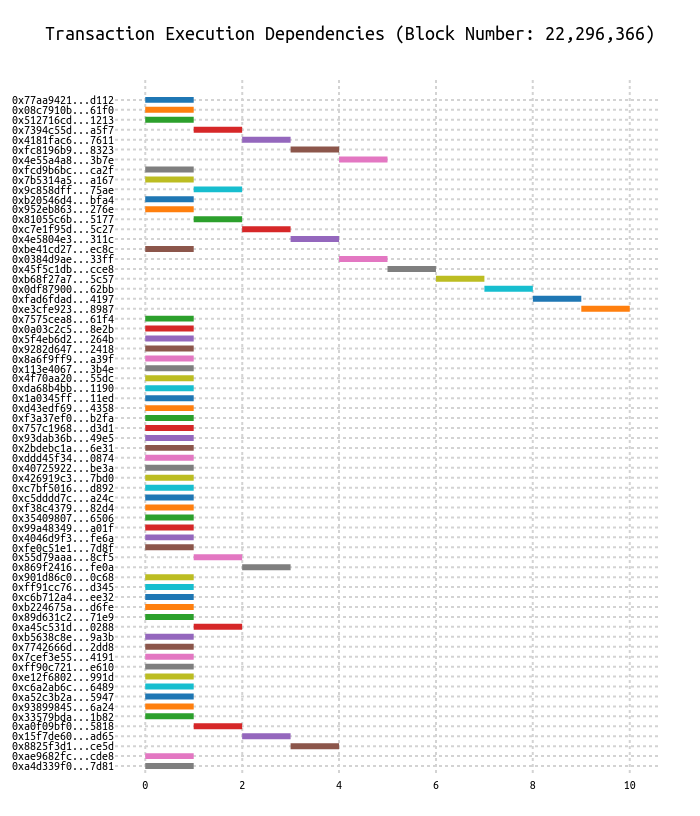 Transaction Execution Dependencies (Block Number: 22,296,366)
0x77aa9421...d112
0x08c7910b...61f0
0x512716cd...1213
0x7394c55d...a5f7
0x4181fac6...7611
0xfc8196b9...8323
0x4e55a4a8...3b7e
0xfcd9b6bc...ca2f
0x7b5314a5...a167
0x9c858dff...75ae
0xb20546d4...bfa4
0x952eb863...276e
0x81055c6b...5177
0xc7e1f95d...5c27
0x4e5804e3...311c
0xbe41cd27...ec8c
0x0384d9ae...33ff
0x45f5c1db...cce8
0xb68f27a7...5c57
0x0df87900...62bb
0xfad6fdad...4197
0xe3cfe923...8987
0x7575cea8...61f4
0x0a03c2c5...8e2b
0x5f4eb6d2...264b
0x9282d647...2418
0x8a6f9ff9...a39f
0x113e4067...3b4e
0x4f70aa20...55dc
0xda68b4bb...1190
0x1a0345ff...11ed
0xd43edf69...4358
0xf3a37ef0...b2fa
0x757c1968...d3d1
0x93dab36b...49e5
0x2bdebc1a...6e31
0xddd45f34...0874
0x40725922...be3a
0x426919c3...7bd0
0xc7bf5016...d892
0xc5dddd7c...a24c
0xf38c4379...82d4
0x35409807...6506
0x99a48349...a01f
0x4046d9f3...fe6a
0xfe0c51e1...7d8f
0x55d79aaa...8cf5
0x869f2416...fe0a
0x901d86c0...0c68
0xff91cc76...d345
0xc6b712a4...ee32
0xb224675a...d6fe
0x89d631c2...71e9
0xa45c531d...0288
0xb5638c8e...9a3b
0x7742666d...2dd8
0x7cef3e55...4191
0xff90c721...e610
0xe12f6802...991d
0xc6a2ab6c...6489
0xa52c3b2a...5947
0x93899845...6a24
0x33579bda...1b82
0xa0f09bf0...5818
0x15f7de60...ad65
0x8825f3d1...ce5d
0xae9682fc...cde8
0xa4d339f0...7d81
0 2 4 6 8 10